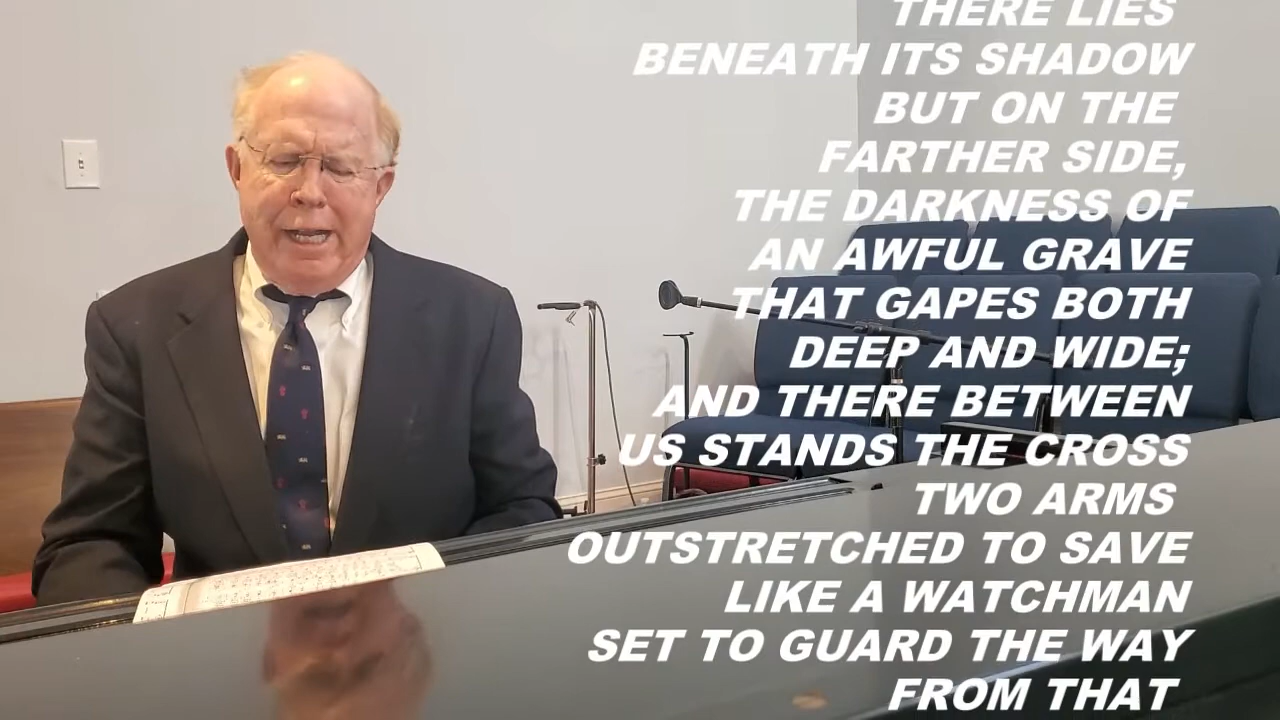 THERE LIES
BENEATH ITS SHADOW
BUT ON THE
FARTHER SIDE,
THE DARKNESS OF
AN AWFUL GRAVE
THAT GAPES BOTH
DEEP AND WIDE;
AND THERE BETWEEN
US STANDS THE CROSS
TWO ARMS
OUTSTRETCHED TO SAVE
LIKE A WATCHMAN
SET TO GUARD THE WAY
FROM THAT